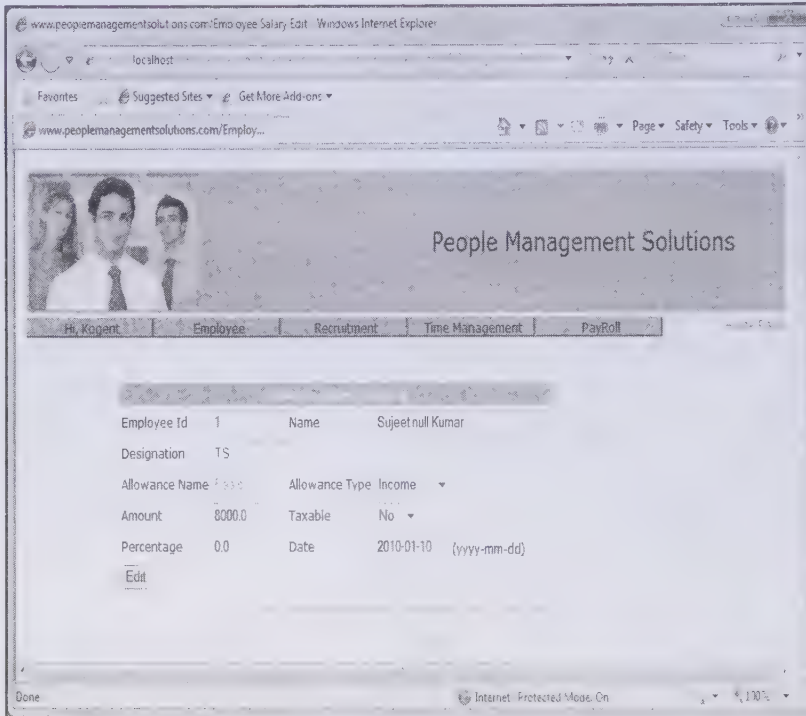 www.peoplemanagementsolutions.com/Employee Salary Edit - Windows Internet Explorer
localhost
Favorites Suggested Sites Get More Add-ons
www.peoplemanagementsolutions.com/Employ... Page Safety Tools
People Management Solutions
Hi, Kogent Employee Recruitment Time Management PayRoll
Employee Id 1 Name Sujeet null Kumar
Designation TS
Allowance Name Allowance Type Income
Amount 8000.0 Taxable No
Percentage 0.0 Date 2010-01-10 (yyyy-mm-dd)
Edit
Done Internet | Protected Mode: On 100%